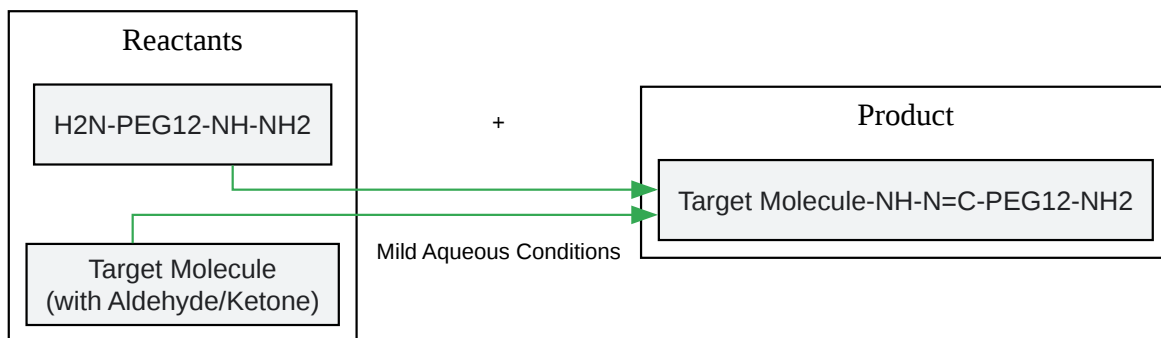 Reactants
H2N-PEG12-NH-NH2
Target Molecule
(with Aldehyde/Ketone)
+
Mild Aqueous Conditions
Product
Target Molecule-NH-N=C-PEG12-NH2